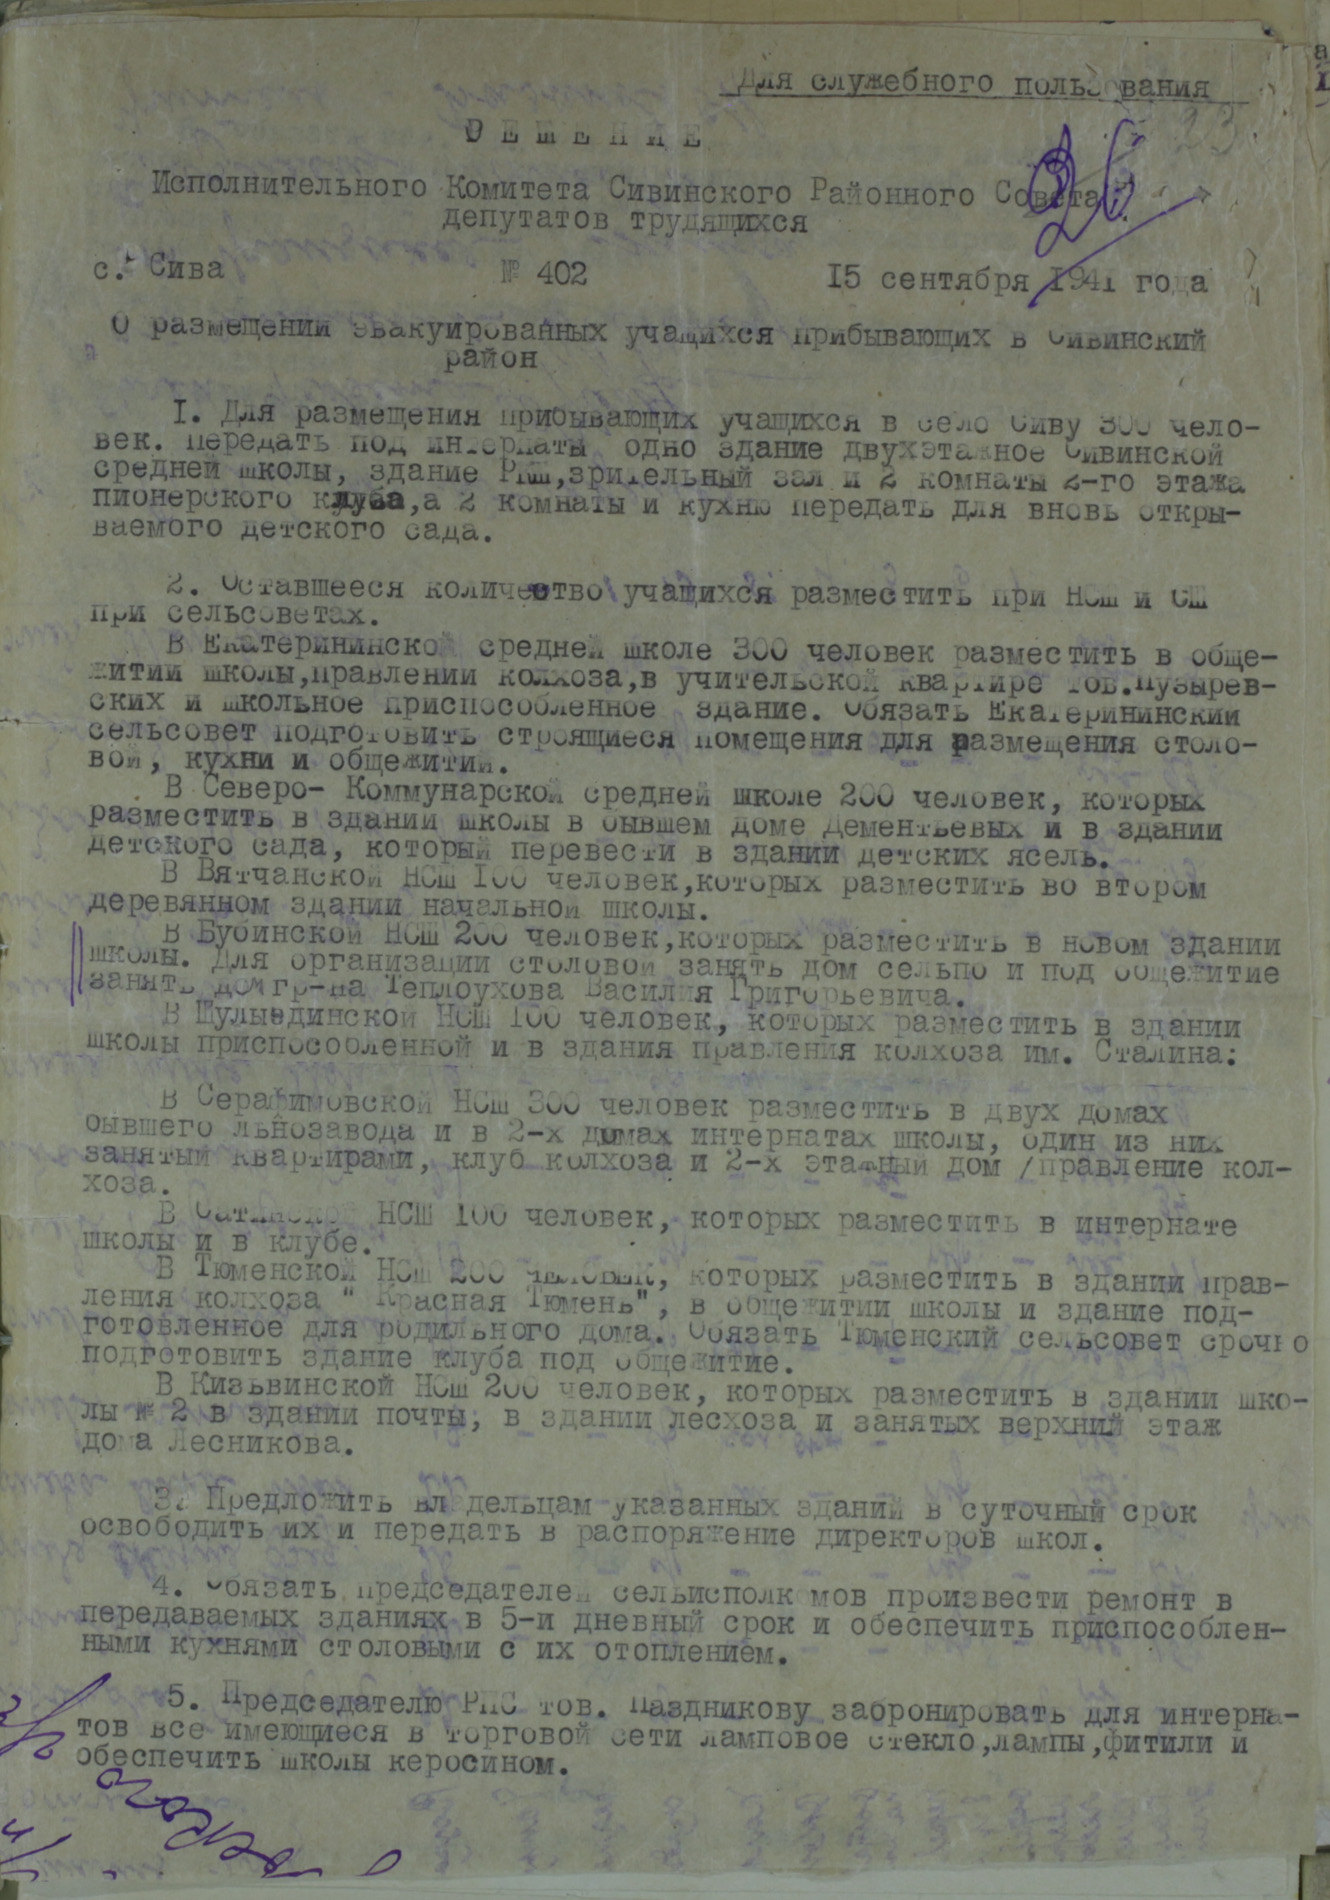 Для служебного пользования
РЕШЕНИЕ
26
Исполнительного Комитета Сивинского Районного Совета
депутатов трудящихся
с. Сива № 402 15 сентября 1941 года
О размещении эвакуированных учащихся прибывающих в Сивинский
район
1. Для размещения прибывающих учащихся в село Сиву 300 чело-
век. Передать под интернаты одно здание двухэтажное Сивинской
средней школы, здание РКШ,зрительный зал и 2 комнаты 2-го этажа
пионерского клуба,а 2 комнаты и кухню передать для вновь откры-
ваемого детского сада.
2. Оставшееся количество учащихся разместить при НСШ и СШ
при сельсоветах.
В Екатерининской средней школе 300 человек разместить в обще-
житии школы,правлении колхоза,в учительской квартире тов.Пузырев-
ских и школьное приспособленное здание. Обязать Екатерининский
сельсовет подготовить строящиеся помещения для размещения столо-
вой, кухни и общежитий.
В Северо- Коммунарской средней школе 200 человек, которых
разместить в здании школы в бывшем доме Дементьевых и в здании
детского сада, который перевести в здании детских ясель.
В Вятчанской НСШ 100 человек,которых разместить во втором
деревянном здании начальной школы.
В Бубинской НСШ 200 человек,которых разместить в новом здании
школы. Для организации столовой занять дом сельпо и под общежитие
занять дом гр-на Теплоухова Василия Григорьевича.
В Шулындинской НСШ 100 человек, которых разместить в здании
школы приспособленной и в здания правления колхоза им. Сталина:
В Серафимовской НСШ 300 человек разместить в двух домах
бывшего льнозавода и в 2-х домах интернатах школы, один из них
занятый квартирами, клуб колхоза и 2-х этажный дом /правление кол-
хоза.
В Сатинской НСШ 100 человек, которых разместить в интернате
школы и в клубе.
В Тюменской НСШ 200 человек, которых разместить в здании прав-
ления колхоза " Красная Тюмень", в общежитии школы и здание под-
готовленное для родильного дома. Обязать Тюменский сельсовет срочно
подготовить здание клуба под общежитие.
В Кизьвинской НСШ 200 человек, которых разместить в здании шко-
лы № 2 в здании почты, в здании лесхоза и занятых верхний этаж
дома Лесникова.
3. Предложить владельцам указанных зданий в суточный срок
освободить их и передать в распоряжение директоров школ.
4. Обязать председателей сельисполкомов произвести ремонт в
передаваемых зданиях в 5-и дневный срок и обеспечить приспособлен-
ными кухнями столовыми с их отоплением.
5. Председателю РПС тов. Паздникову забронировать для интерна-
тов все имеющиеся в торговой сети ламповое стекло,лампы,фитили и
обеспечить школы керосином.